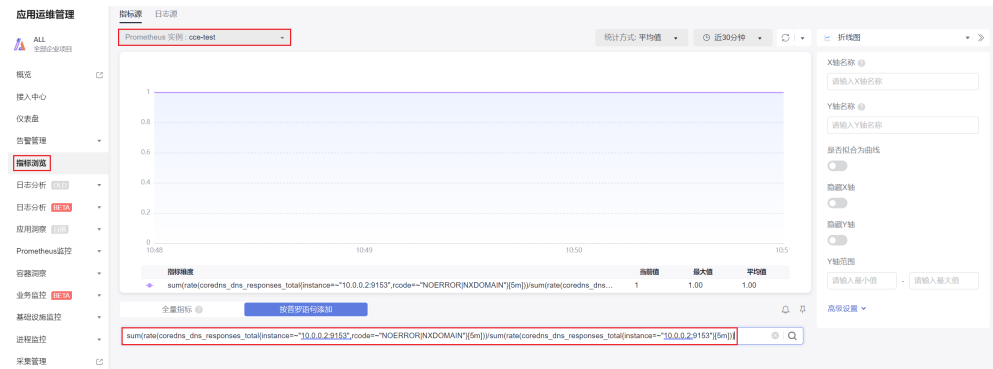 应用运维管理
指标源 日志源
ALL
全部企业项目
Prometheus 实例 : cce-test
统计方式: 平均值
近30分钟
折线图
概览
接入中心
仪表盘
告警管理
指标浏览
日志分析
日志分析 BETA
应用洞察
Prometheus监控
容器洞察
业务监控 BETA
基础设施监控
进程监控
采集管理
1
0.8
0.6
0.4
0.2
0
10:48 10:49 10:50 10:5
指标维度 当前值 最大值 平均值
sum(rate(coredns_dns_responses_total{instance=~"10.0.0.2:9153",rcode=~"NOERROR|NXDOMAIN"}[5m]))/sum(rate(coredns_dns... 1 1.00 1.00
全量指标 按普罗语句添加
sum(rate(coredns_dns_responses_total{instance=~"10.0.0.2:9153",rcode=~"NOERROR|NXDOMAIN"}[5m]))/sum(rate(coredns_dns_responses_total{instance=~"10.0.0.2:9153"}[5m]))
X轴名称
请输入X轴名称
Y轴名称
请输入Y轴名称
是否拟合为曲线
隐藏X轴
隐藏Y轴
Y轴范围
请输入最小值 - 请输入最大值
高级设置